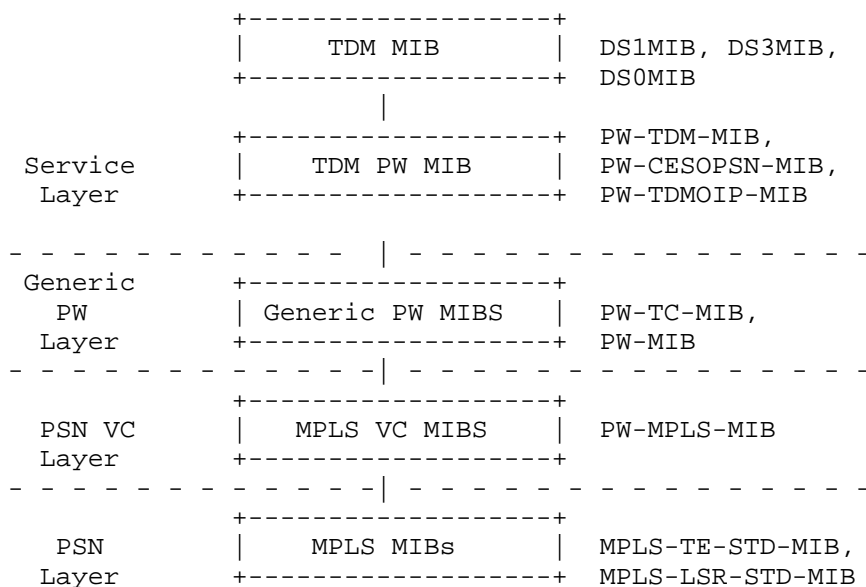 TDM MIB DS1MIB, DS3MIB,
DS0MIB
PW-TDM-MIB,
Service TDM PW MIB PW-CESOPSN-MIB,
Layer PW-TDMOIP-MIB
Generic
PW Generic PW MIBS PW-TC-MIB,
Layer PW-MIB
PSN VC MPLS VC MIBS PW-MPLS-MIB
Layer
PSN MPLS MIBs MPLS-TE-STD-MIB,
Layer MPLS-LSR-STD-MIB